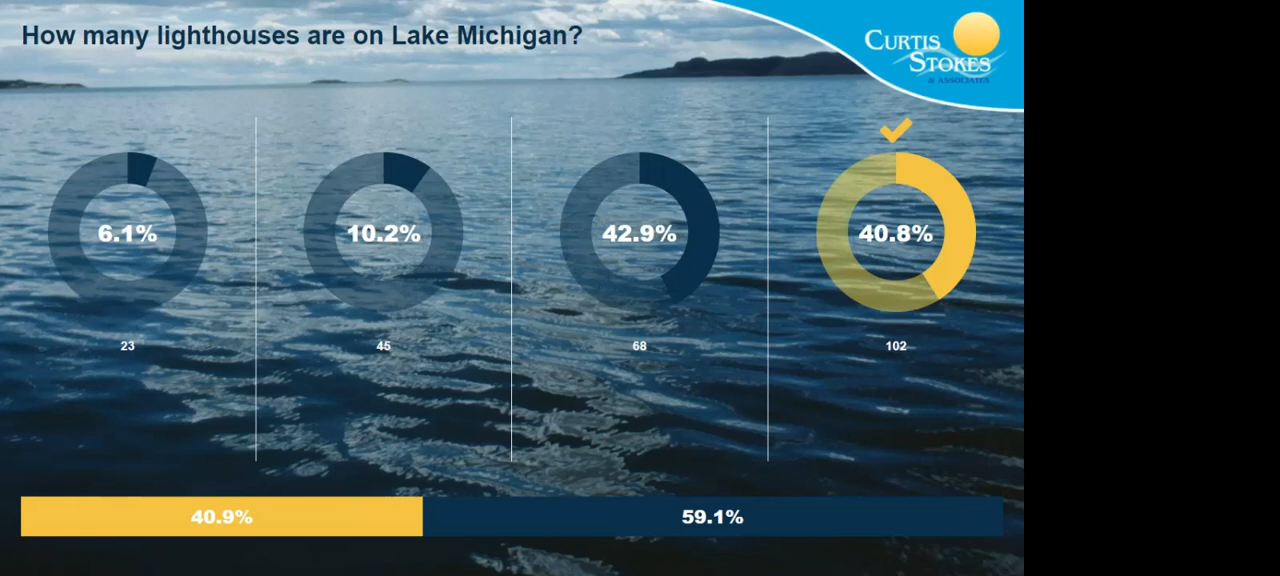 How many lighthouses are on Lake Michigan?
CURTIS
STOKES
& ASSOCIATES
6.1%
10.2%
42.9%
40.8%
23
45
68
102
40.9%
59.1%